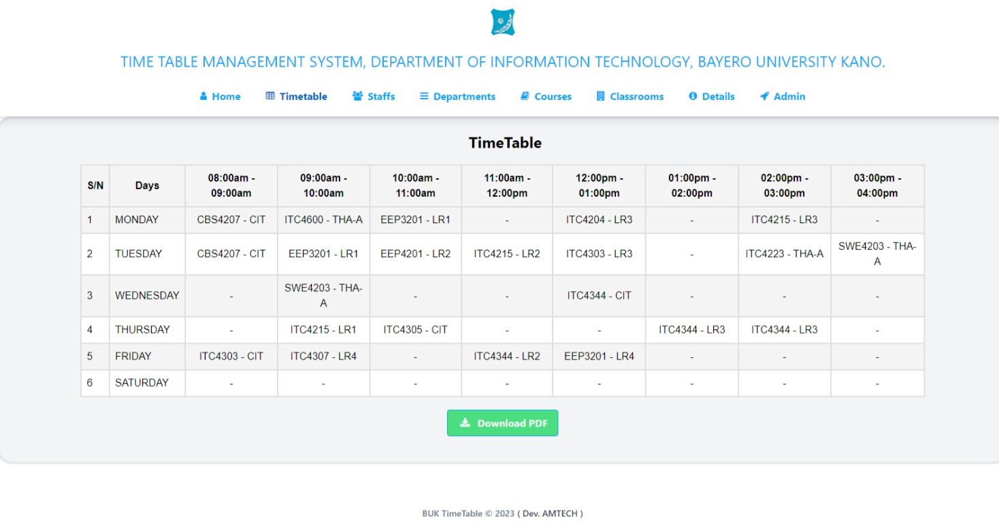 TIME TABLE MANAGEMENT SYSTEM, DEPARTMENT OF INFORMATION TECHNOLOGY, BAYERO UNIVERSITY KANO.
Home Timetable Staffs Departments Courses Classrooms Details Admin
TimeTable
S/N Days 08:00am - 09:00am 09:00am - 10:00am 10:00am - 11:00am 11:00am - 12:00pm 12:00pm - 01:00pm 01:00pm - 02:00pm 02:00pm - 03:00pm 03:00pm - 04:00pm
1 MONDAY CBS4207 - CIT ITC4600 - THA-A EEP3201 - LR1 - ITC4204 - LR3 - ITC4215 - LR3 -
2 TUESDAY CBS4207 - CIT EEP3201 - LR1 EEP4201 - LR2 ITC4215 - LR2 ITC4303 - LR3 - ITC4223 - THA-A SWE4203 - THA-A
3 WEDNESDAY - SWE4203 - THA-A - - ITC4344 - CIT - - -
4 THURSDAY - ITC4215 - LR1 ITC4305 - CIT - - ITC4344 - LR3 ITC4344 - LR3 -
5 FRIDAY ITC4303 - CIT ITC4307 - LR4 - ITC4344 - LR2 EEP3201 - LR4 - - -
6 SATURDAY - - - - - - - -
Download PDF
BUK TimeTable © 2023 ( Dev. AMTECH )